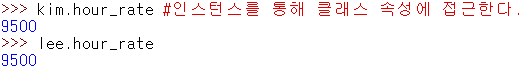 >>> kim.hour_rate #인스턴스를 통해 클래스 속성에 접근한다.
9500
>>> lee.hour_rate
9500